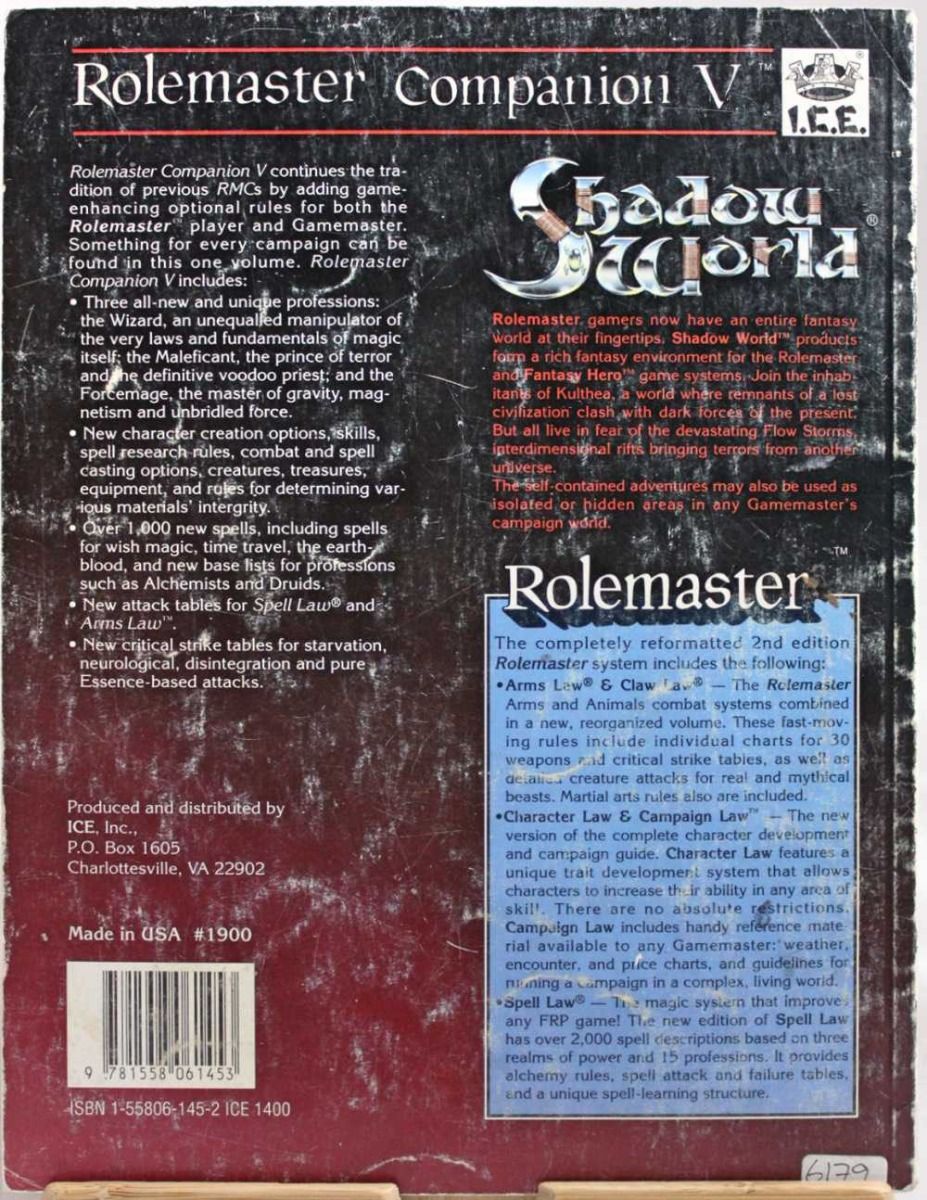 Rolemaster Companion V ™
I.C.E.
®
Rolemaster Companion V continues the tra-
dition of previous RMCs by adding game-
enhancing optional rules for both the
Rolemaster™ player and Gamemaster.
Something for every campaign can be
found in this one volume. Rolemaster
Companion V includes:
• Three all-new and unique professions:
the Wizard, an unequalled manipulator of
the very laws and fundamentals of magic
itself; the Maleficant, the prince of terror
and the definitive voodoo priest; and the
Forcemage, the master of gravity, mag-
netism and unbridled force.
• New character creation options, skills,
spell research rules, combat and spell
casting options, creatures, treasures,
equipment, and rules for determining var-
ious materials' intergrity.
• Over 1,000 new spells, including spells
for wish magic, time travel, the earth-
blood, and new base lists for professions
such as Alchemists and Druids.
• New attack tables for Spell Law® and
Arms Law™.
• New critical strike tables for starvation,
neurological, disintegration and pure
Essence-based attacks.
Produced and distributed by
ICE, Inc.,
P.O. Box 1605
Charlottesville, VA 22902
Made in USA #1900
9 781558 061453
ISBN 1-55806-145-2 ICE 1400
Shadow
World ®
Rolemaster gamers now have an entire fantasy
world at their fingertips. Shadow World™ products
form a rich fantasy environment for the Rolemaster
and Fantasy Hero™ game systems. Join the inhab-
itants of Kulthea, a world where remnants of a lost
civilization clash with dark forces of the present.
But all live in fear of the devastating Flow Storms,
interdimensional rifts bringing terrors from another
universe.
The self-contained adventures may also be used as
isolated or hidden areas in any Gamemaster's
campaign world.
Rolemaster ™
The completely reformatted 2nd edition
Rolemaster system includes the following:
•Arms Law® & Claw Law® — The Rolemaster
Arms and Animals combat systems combined
in a new, reorganized volume. These fast-mov-
ing rules include individual charts for 30
weapons and critical strike tables, as well as
detailed creature attacks for real and mythical
beasts. Martial arts rules also are included.
•Character Law & Campaign Law™ — The new
version of the complete character development
and campaign guide. Character Law features a
unique trait development system that allows
characters to increase their ability in any area of
skill. There are no absolute restrictions.
Campaign Law includes handy reference mate-
rial available to any Gamemaster: weather,
encounter, and price charts, and guidelines for
running a campaign in a complex, living world.
•Spell Law® — The magic system that improves
any FRP game! The new edition of Spell Law
has over 2,000 spell descriptions based on three
realms of power and 15 professions. It provides
alchemy rules, spell attack and failure tables,
and a unique spell-learning structure.
6179